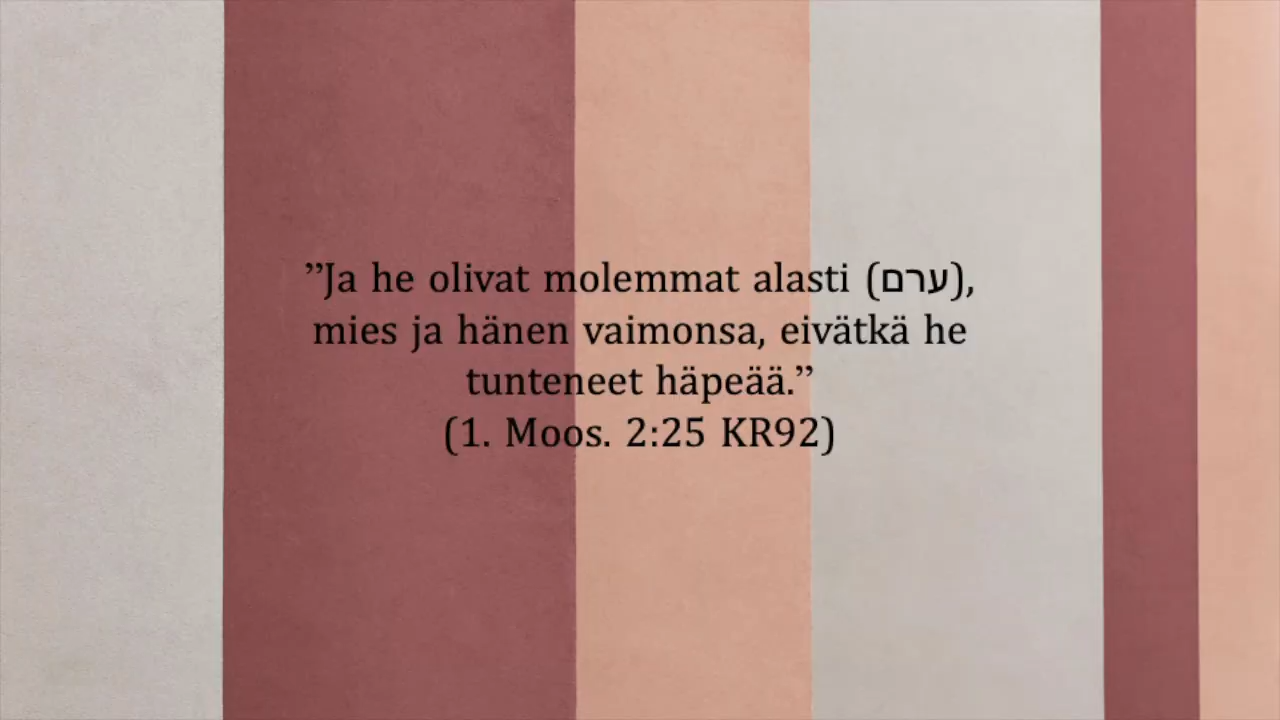 ”Ja he olivat molemmat alasti (ערם),
mies ja hänen vaimonsa, eivätkä he
tunteneet häpeää.”
(1. Moos. 2:25 KR92)